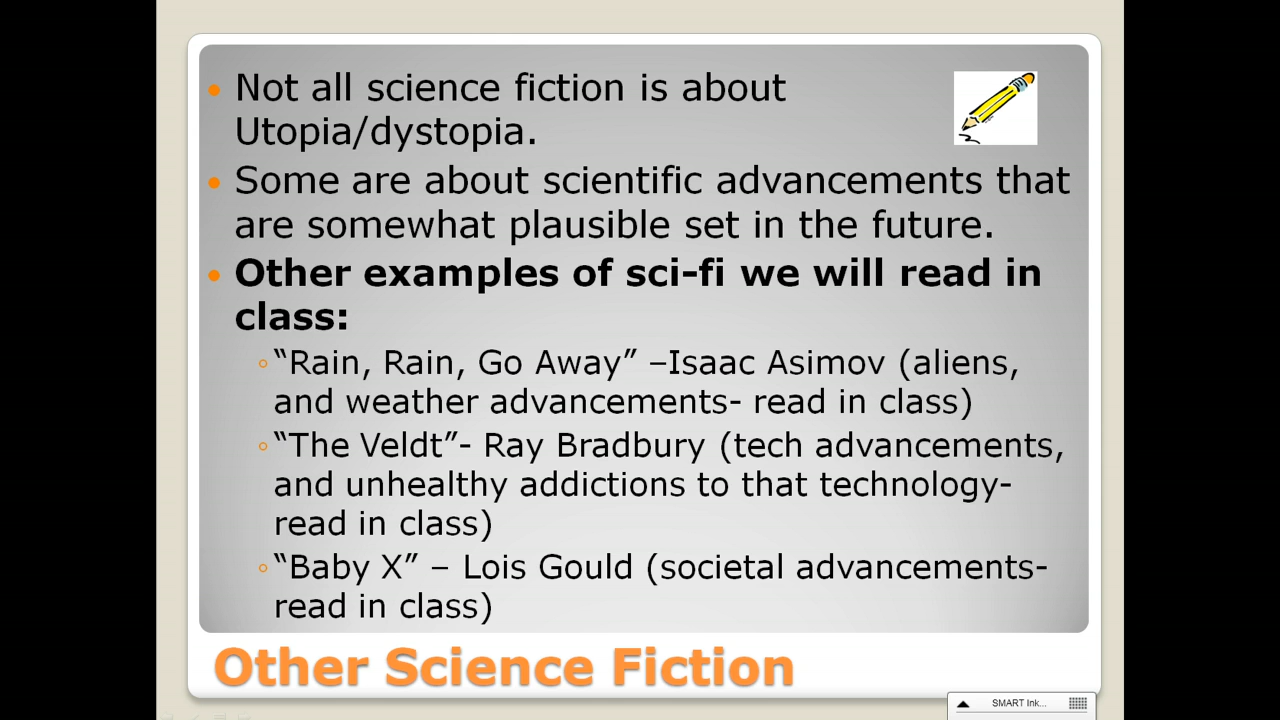 Not all science fiction is about
Utopia/dystopia.
Some are about scientific advancements that
are somewhat plausible set in the future.
Other examples of sci-fi we will read in
class:
“Rain, Rain, Go Away” –Isaac Asimov (aliens,
and weather advancements- read in class)
“The Veldt”- Ray Bradbury (tech advancements,
and unhealthy addictions to that technology-
read in class)
“Baby X” – Lois Gould (societal advancements-
read in class)
Other Science Fiction
SMART Ink...